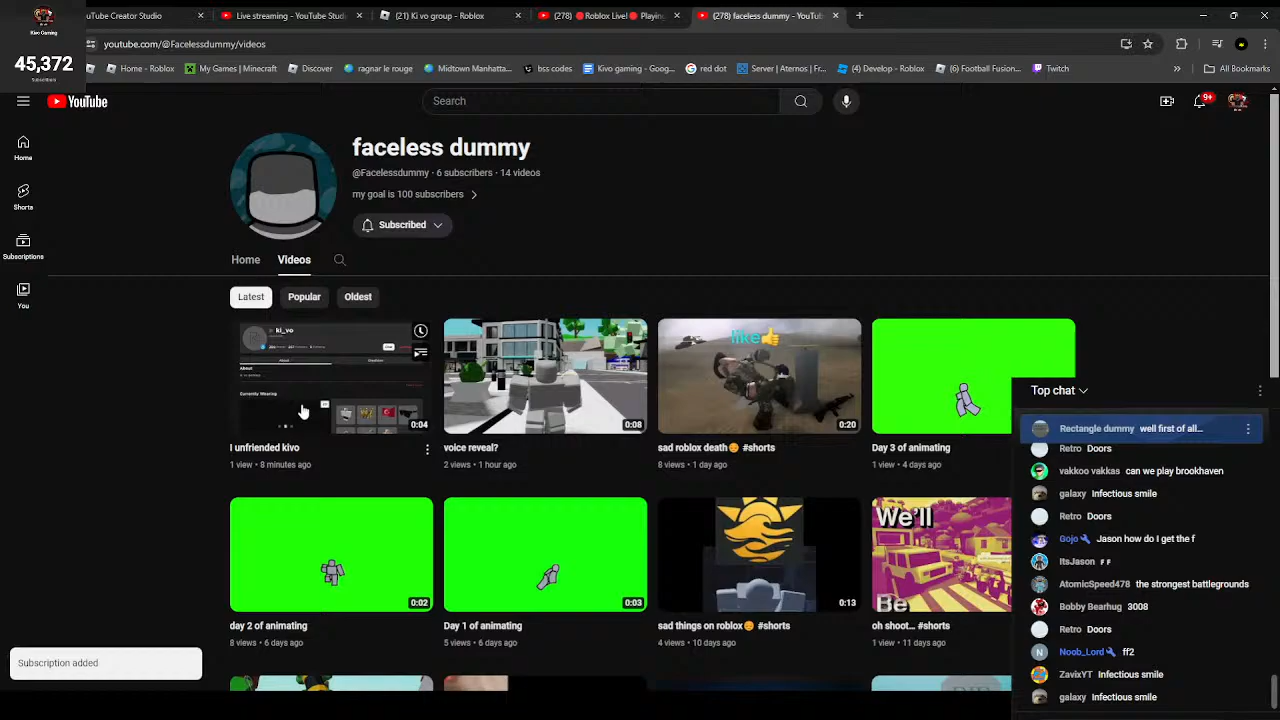 Kivo Gaming
45,372
Subscribers
uTube Creator Studio
Live streaming - YouTube Stud
(21) Ki vo group - Roblox
(278) 🔴Roblox Live!🔴 Playing
(278) faceless dummy - YouTub
youtube.com/@Facelessdummy/videos
Home - Roblox
My Games | Minecraft
Discover
ragnar le rouge
Midtown Manhatta...
bss codes
Kivo gaming - Goog...
red dot
Server | Aternos | Fr...
(4) Develop - Roblox
(6) Football Fusion...
Twitch
»
All Bookmarks
YouTube
Search
9+
Home
Shorts
Subscriptions
You
faceless dummy
@Facelessdummy · 6 subscribers · 14 videos
my goal is 100 subscribers
Subscribed
Home
Videos
Latest
Popular
Oldest
ki_vo
About
Currently Wearing
0:04
0:08
like👍
0:20
I unfriended kivo
1 view · 8 minutes ago
voice reveal?
2 views · 1 hour ago
sad roblox death😔 #shorts
8 views · 1 day ago
Day 3 of animating
1 view · 4 days ago
0:02
0:03
0:13
We'll
Be
day 2 of animating
8 views · 6 days ago
Day 1 of animating
5 views · 6 days ago
sad things on roblox😔 #shorts
4 views · 10 days ago
oh shoot... #shorts
1 view · 11 days ago
Subscription added
Top chat
Rectangle dummy well first of all...
Retro Doors
vakkoo vakkas can we play brookhaven
galaxy Infectious smile
Retro Doors
Gojo Jason how do I get the f
ItsJason F F
AtomicSpeed478 the strongest battlegrounds
Bobby Bearhug 3008
Retro Doors
N Noob_Lord ff2
ZavixYT Infectious smile
galaxy Infectious smile